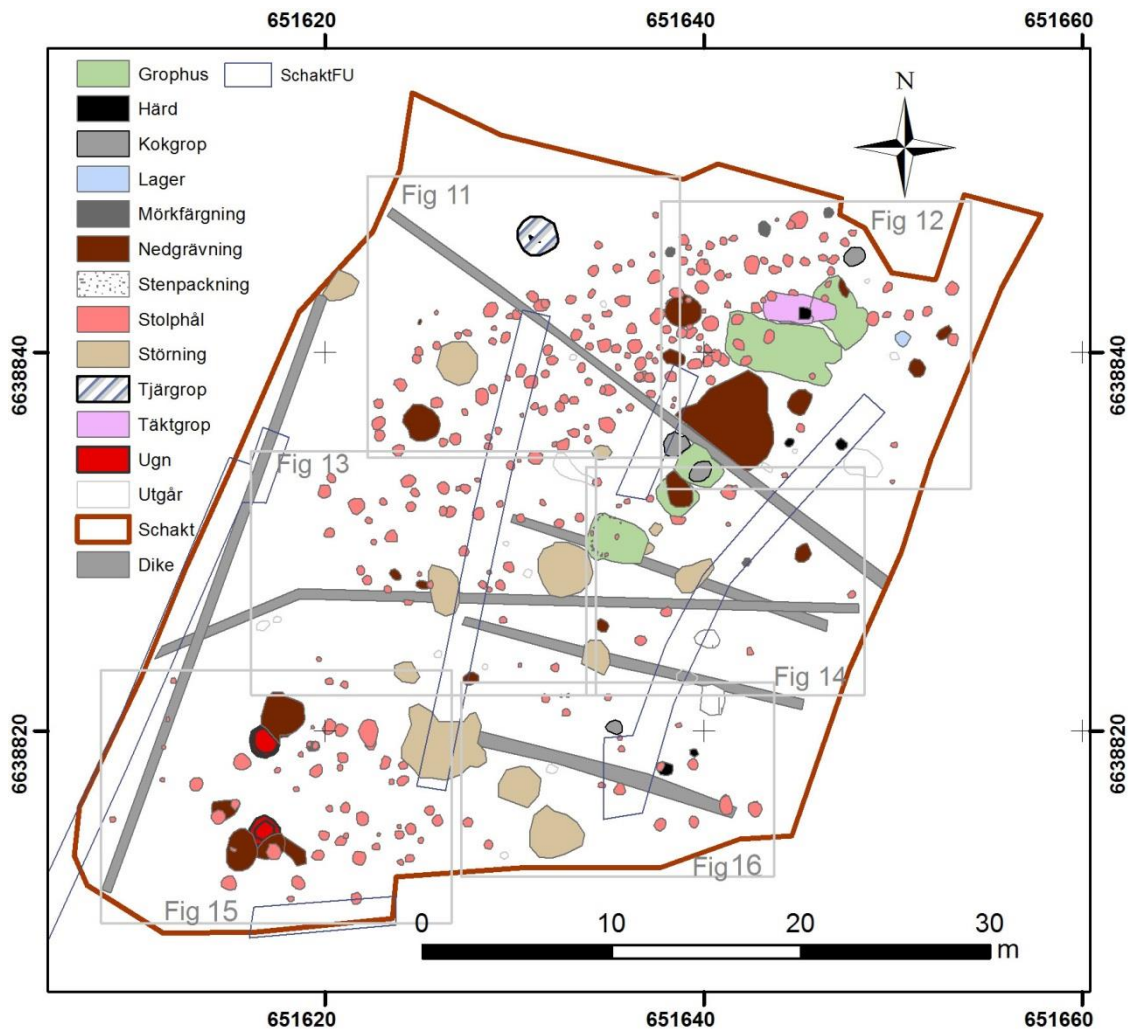 651620 651640 651660
Grophus SchaktFU
Härd
Kokgrop
Lager
Mörkfärgning
Nedgrävning
Stenpackning
Stolphål
Störning
Tjärgrop
Täktgrop
Ugn
Utgår
Schakt
Dike
N
Fig 11
Fig 12
6638840 6638840
Fig 13
Fig 14
6638820 6638820
Fig16
Fig 15
0 10 20 30
m
651620 651640 651660